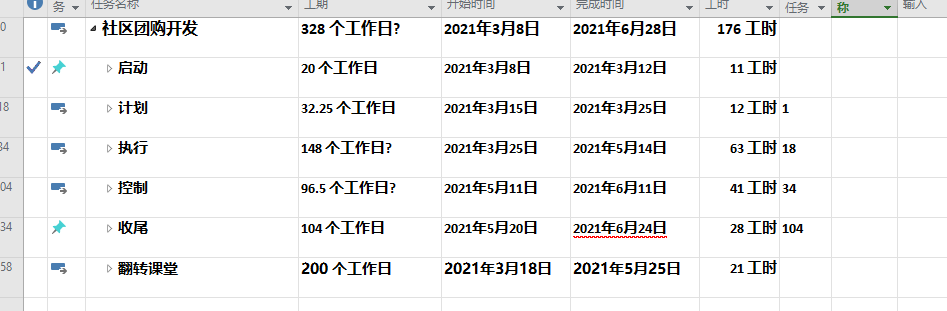 务 任务名称 工期 开始时间 完成时间 工时 任务 称 输入
0 社区团购开发 328 个工作日? 2021年3月8日 2021年6月28日 176 工时
1 启动 20 个工作日 2021年3月8日 2021年3月12日 11 工时
18 计划 32.25 个工作日 2021年3月15日 2021年3月25日 12 工时 1
34 执行 148 个工作日? 2021年3月25日 2021年5月14日 63 工时 18
04 控制 96.5 个工作日? 2021年5月11日 2021年6月11日 41 工时 34
34 收尾 104 个工作日 2021年5月20日 2021年6月24日 28 工时 104
58 翻转课堂 200 个工作日 2021年3月18日 2021年5月25日 21 工时